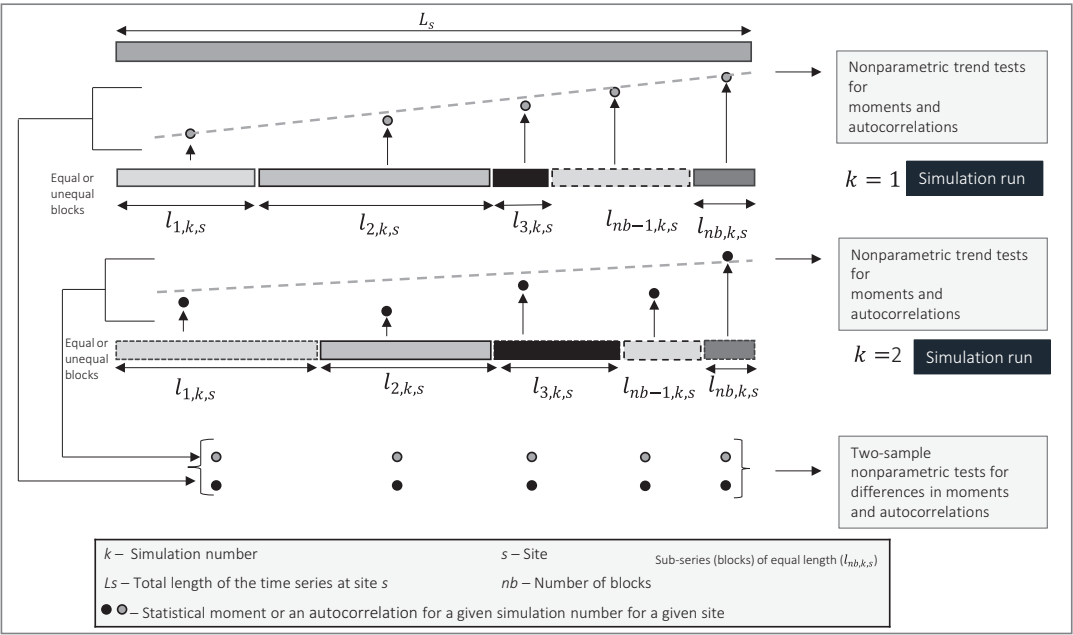 L_s
Nonparametric trend tests
for
moments and
autocorrelations
Equal or
unequal
blocks
k = 1 Simulation run
l_{1,k,s} l_{2,k,s} l_{3,k,s} l_{nb−1,k,s} l_{nb,k,s}
Nonparametric trend tests
for
moments and
autocorrelations
Equal or
unequal
blocks
k =2 Simulation run
l_{1,k,s} l_{2,k,s} l_{3,k,s} l_{nb−1,k,s} l_{nb,k,s}
Two-sample
nonparametric tests for
differences in moments
and autocorrelations
k – Simulation number s – Site Sub-series (blocks) of equal length (l_{nb,k,s})
Ls – Total length of the time series at site s nb – Number of blocks
– Statistical moment or an autocorrelation for a given simulation number for a given site